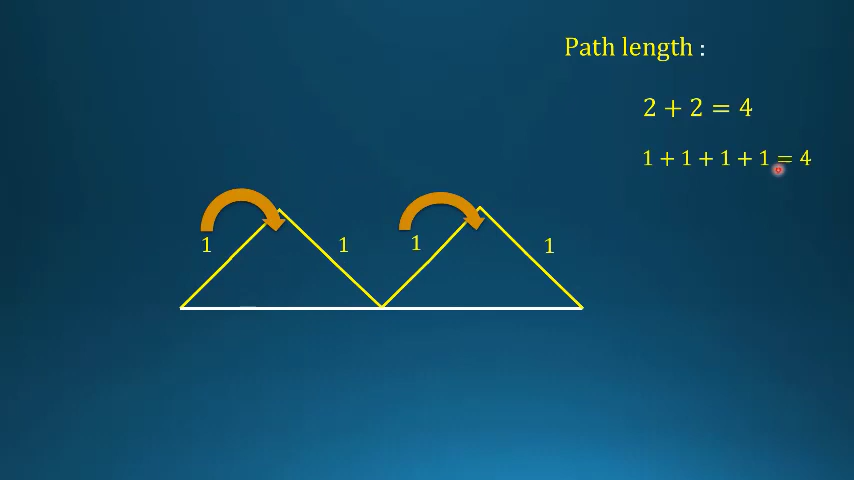 Path length :
2 + 2 = 4
1 + 1 + 1 + 1 = 4
1 1 1 1